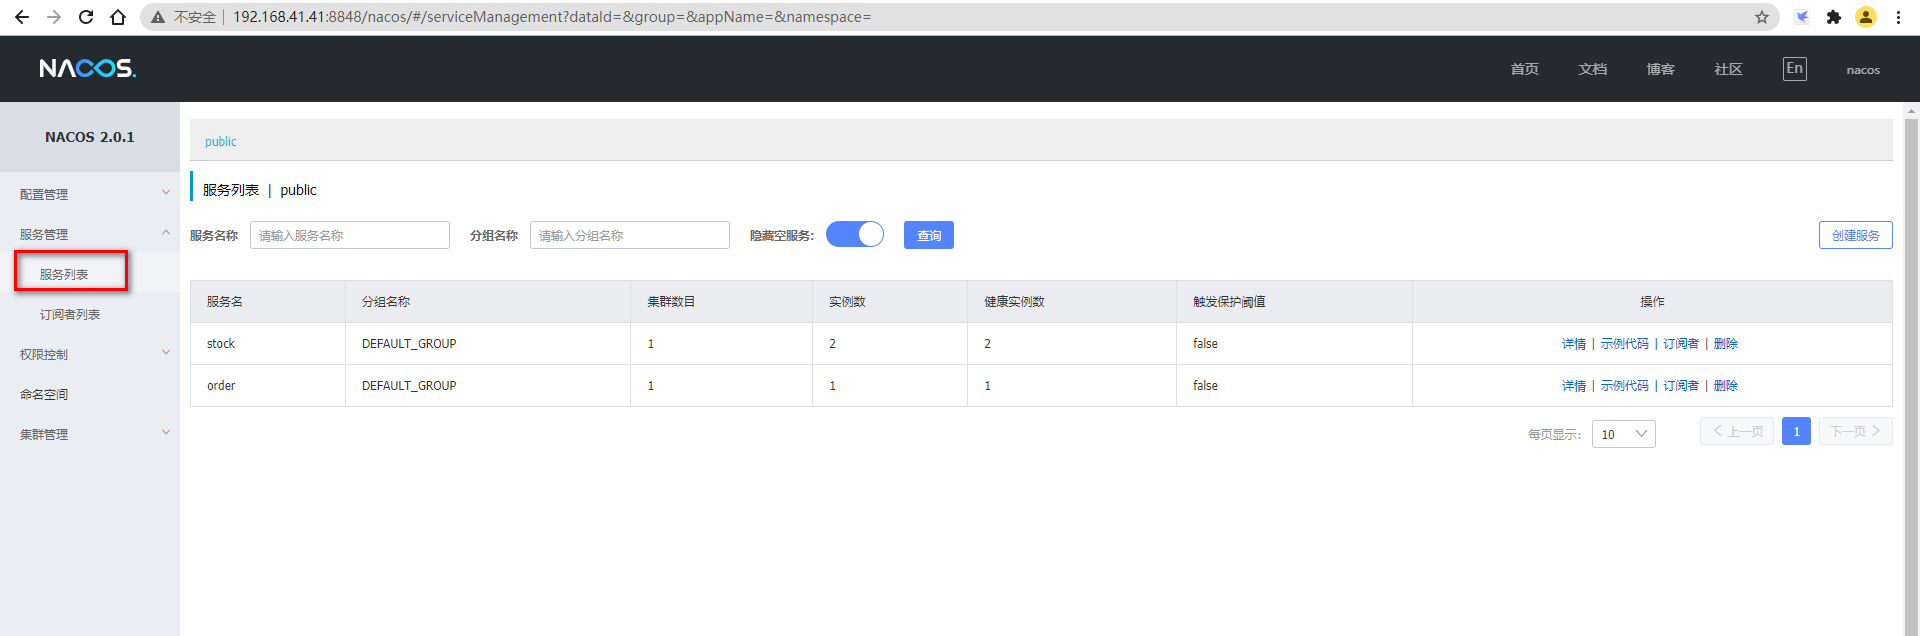 不安全 192.168.41.41:8848/nacos/#/serviceManagement?dataId=&group=&appName=&namespace=
NACOS.
首页 文档 博客 社区 En nacos
NACOS 2.0.1
配置管理
服务管理
服务列表
订阅者列表
权限控制
命名空间
集群管理
public
服务列表 | public
服务名称 请输入服务名称 分组名称 请输入分组名称 隐藏空服务: 查询 创建服务
服务名 分组名称 集群数目 实例数 健康实例数 触发保护阈值 操作
stock DEFAULT_GROUP 1 2 2 false 详情 | 示例代码 | 订阅者 | 删除
order DEFAULT_GROUP 1 1 1 false 详情 | 示例代码 | 订阅者 | 删除
每页显示: 10 上一页 1 下一页